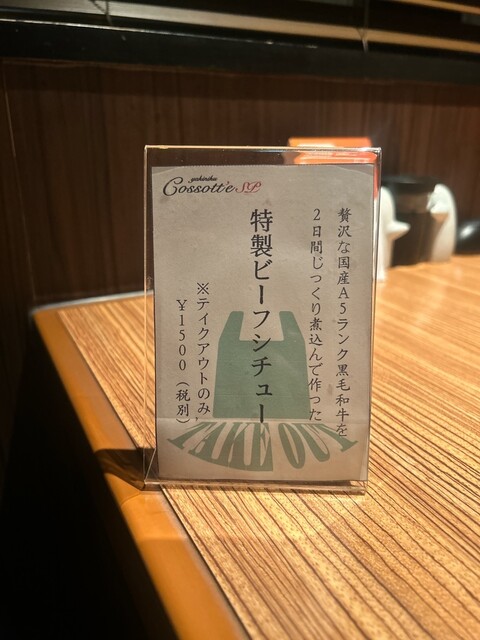 yakiniku
Cossott'e SP
贅沢な国産A5ランク黒毛和牛を
2日間じっくり煮込んで作った
特製ビーフシチュー
※テイクアウトのみ
¥1500(税別)
TAKE OUT